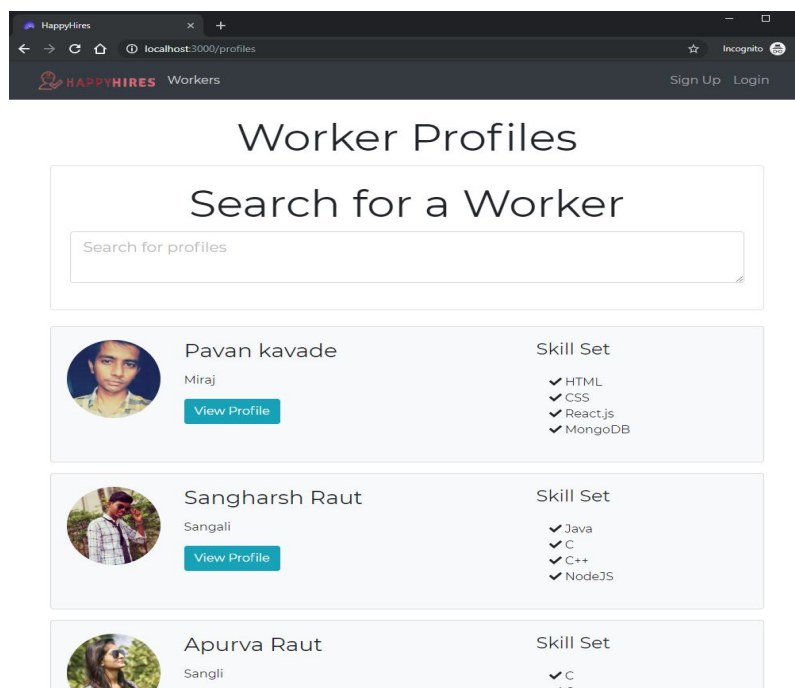 HappyHires
localhost:3000/profiles
Incognito
HAPPYHIRES Workers Sign Up Login
Worker Profiles
Search for a Worker
Search for profiles
Pavan kavade
Miraj
View Profile
Skill Set
HTML
CSS
React.js
MongoDB
Sangharsh Raut
Sangali
View Profile
Skill Set
Java
C
C++
NodeJS
Apurva Raut
Sangli
Skill Set
C